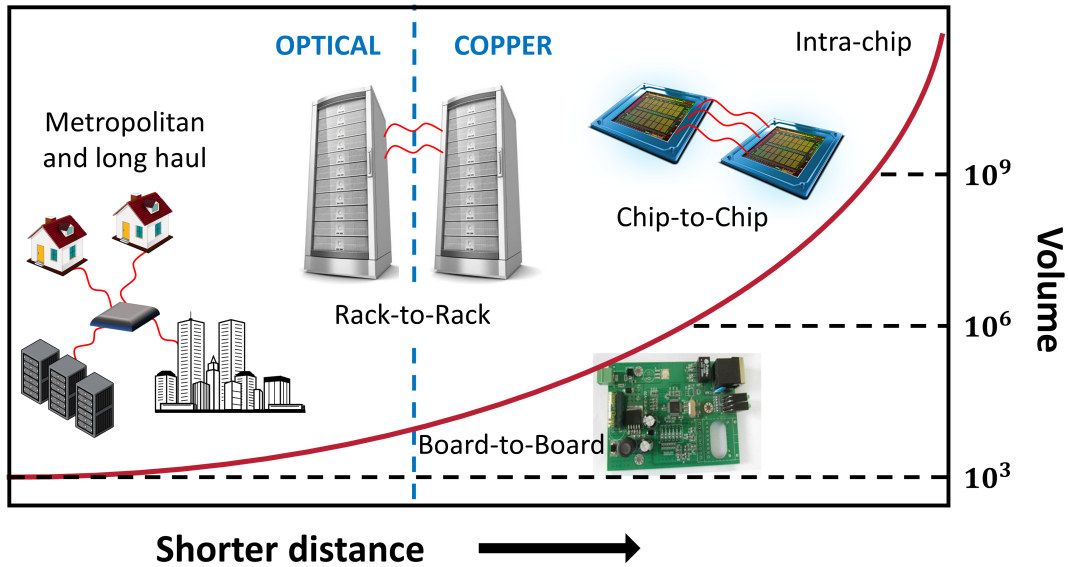 OPTICAL
COPPER
Intra-chip
Metropolitan
and long haul
Chip-to-Chip
Rack-to-Rack
Board-to-Board
10⁹
10⁶
10³
Volume
Shorter distance